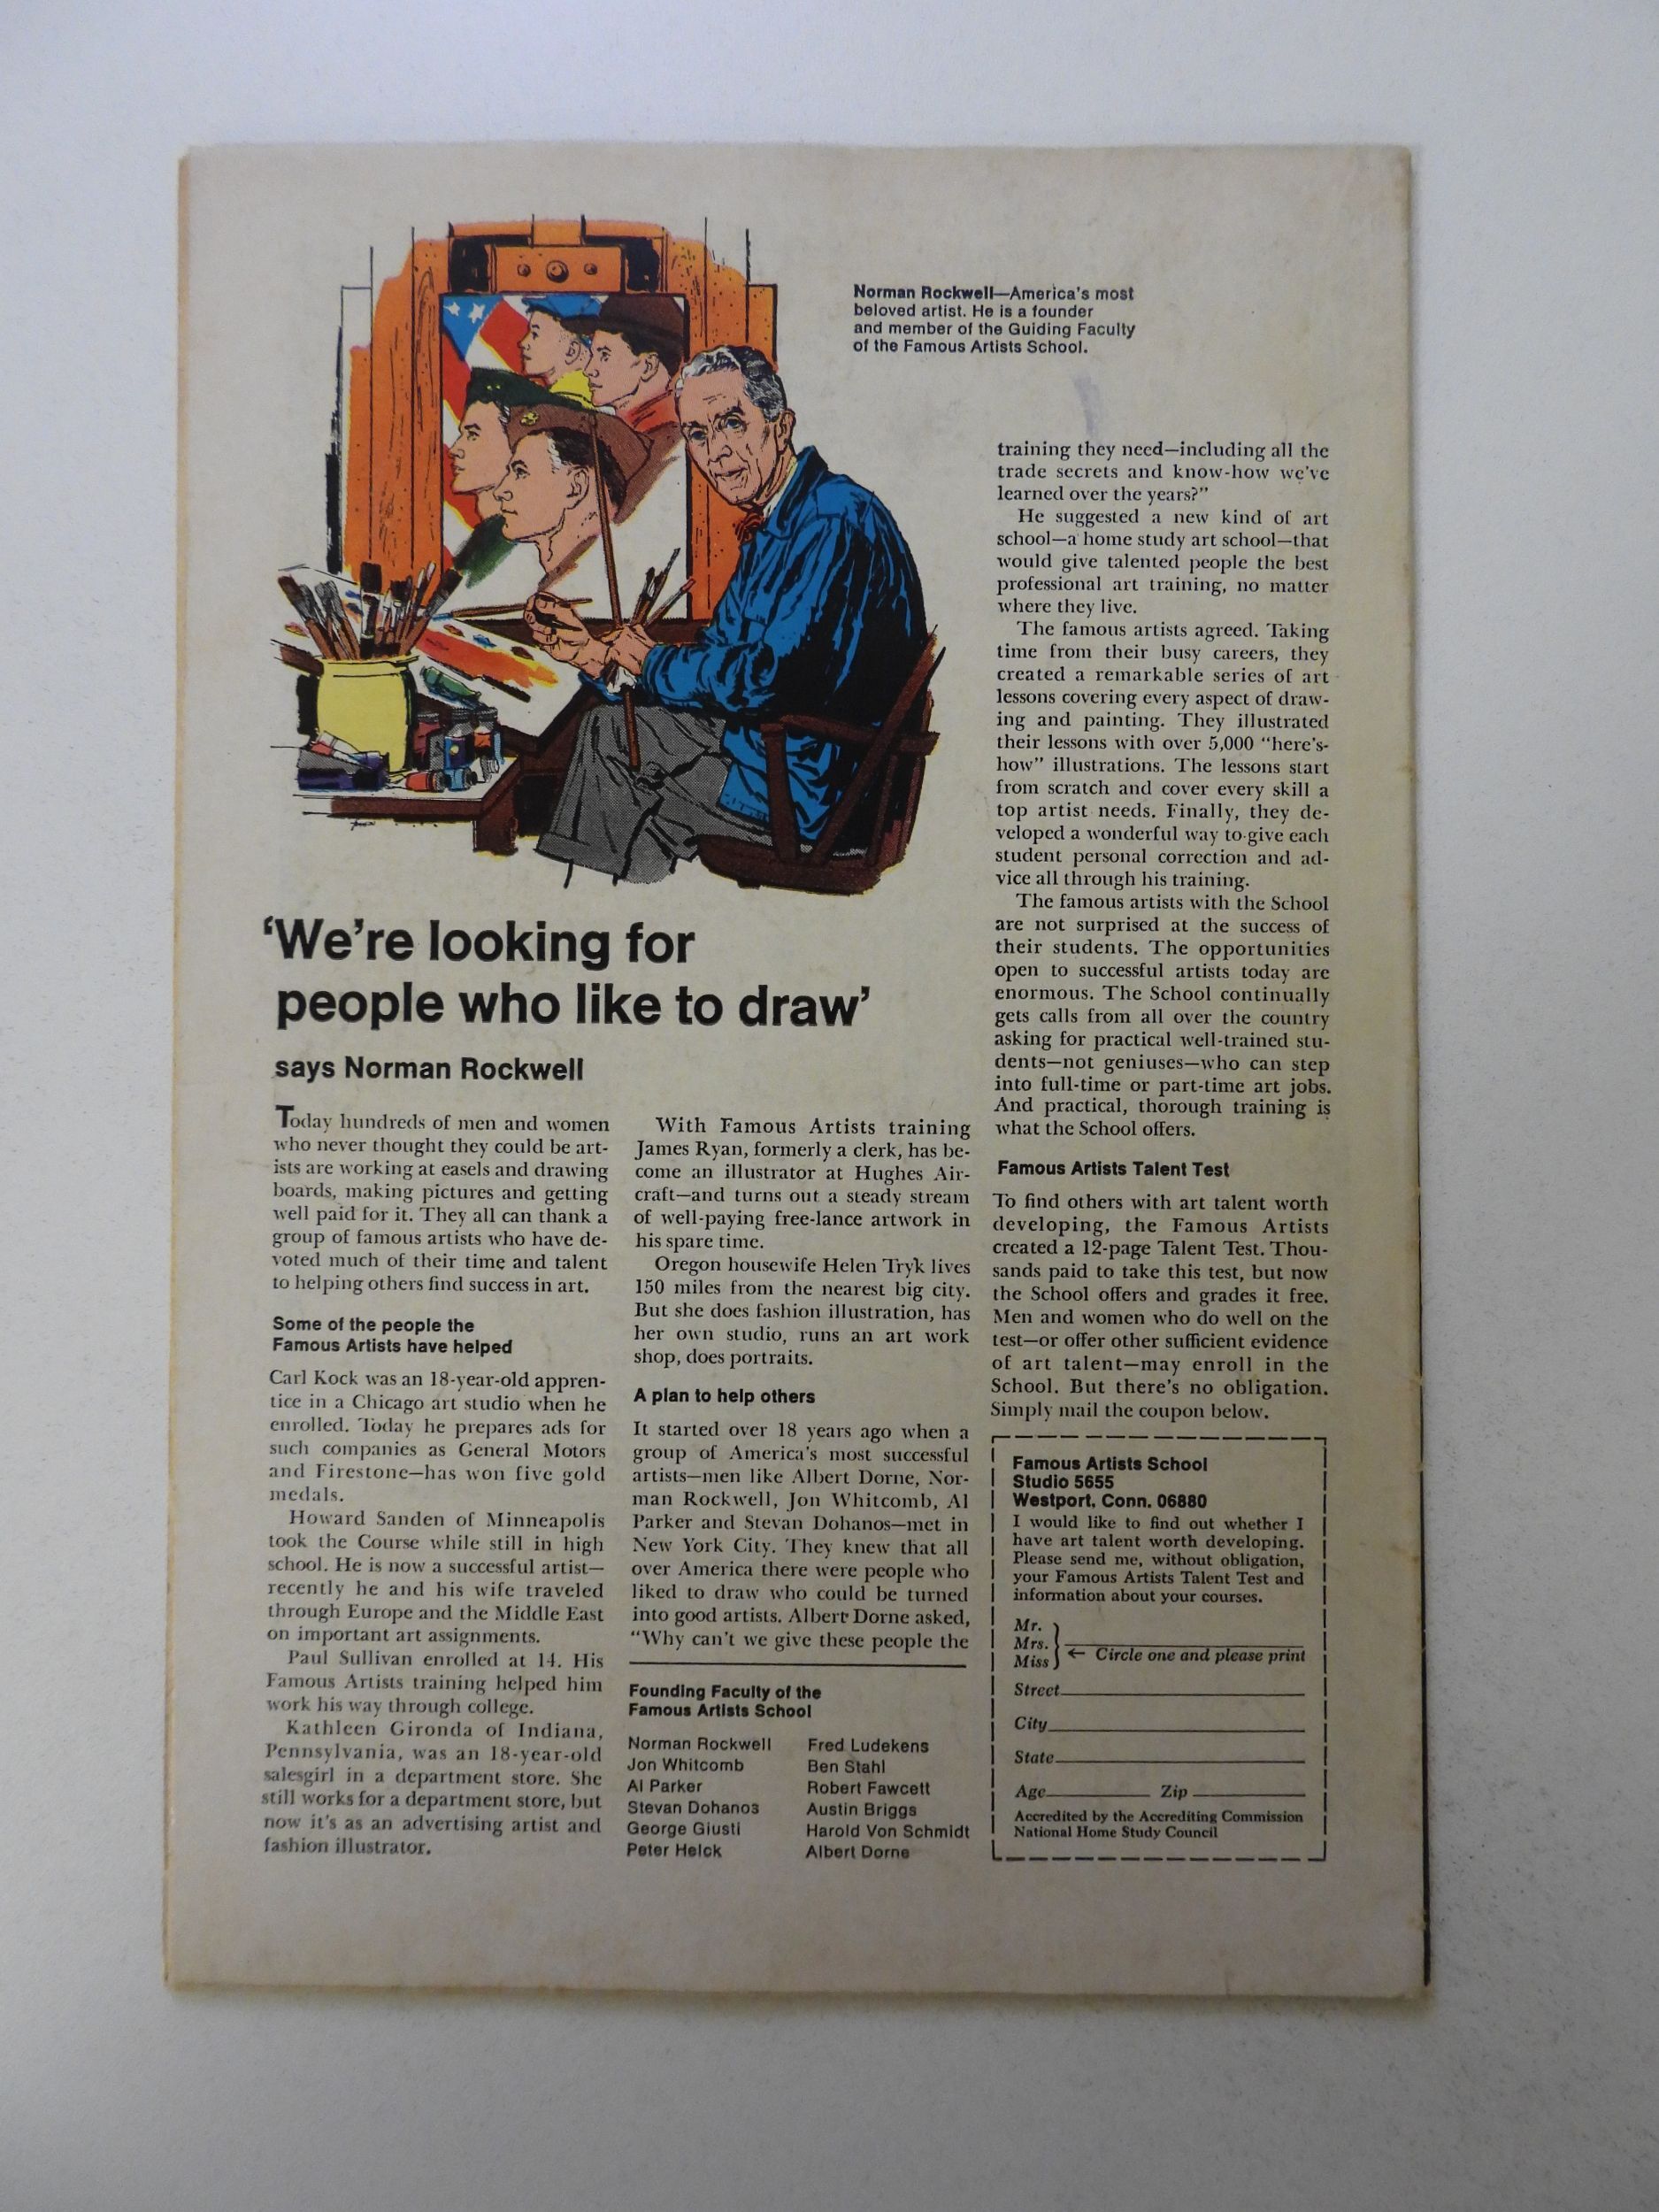 Norman Rockwell—America's most
beloved artist. He is a founder
and member of the Guiding Faculty
of the Famous Artists School.
‘We're looking for
people who like to draw’
says Norman Rockwell
Today hundreds of men and women
who never thought they could be art-
ists are working at easels and drawing
boards, making pictures and getting
well paid for it. They all can thank a
group of famous artists who have de-
voted much of their time and talent
to helping others find success in art.
Some of the people the
Famous Artists have helped
Carl Kock was an 18-year-old appren-
tice in a Chicago art studio when he
enrolled. Today he prepares ads for
such companies as General Motors
and Firestone—has won five gold
medals.
Howard Sanden of Minneapolis
took the Course while still in high
school. He is now a successful artist—
recently he and his wife traveled
through Europe and the Middle East
on important art assignments.
Paul Sullivan enrolled at 14. His
Famous Artists training helped him
work his way through college.
Kathleen Gironda of Indiana,
Pennsylvania, was an 18-year-old
salesgirl in a department store. She
still works for a department store, but
now it's as an advertising artist and
fashion illustrator.
With Famous Artists training
James Ryan, formerly a clerk, has be-
come an illustrator at Hughes Air-
craft—and turns out a steady stream
of well-paying free-lance artwork in
his spare time.
Oregon housewife Helen Tryk lives
150 miles from the nearest big city.
But she does fashion illustration, has
her own studio, runs an art work
shop, does portraits.
A plan to help others
It started over 18 years ago when a
group of America's most successful
artists—men like Albert Dorne, Nor-
man Rockwell, Jon Whitcomb, Al
Parker and Stevan Dohanos—met in
New York City. They knew that all
over America there were people who
liked to draw who could be turned
into good artists. Albert Dorne asked,
“Why can't we give these people the
training they need—including all the
trade secrets and know-how we've
learned over the years?”
He suggested a new kind of art
school—a home study art school—that
would give talented people the best
professional art training, no matter
where they live.
The famous artists agreed. Taking
time from their busy careers, they
created a remarkable series of art
lessons covering every aspect of draw-
ing and painting. They illustrated
their lessons with over 5,000 “here's-
how” illustrations. The lessons start
from scratch and cover every skill a
top artist needs. Finally, they de-
veloped a wonderful way to give each
student personal correction and ad-
vice all through his training.
The famous artists with the School
are not surprised at the success of
their students. The opportunities
open to successful artists today are
enormous. The School continually
gets calls from all over the country
asking for practical well-trained stu-
dents—not geniuses—who can step
into full-time or part-time art jobs.
And practical, thorough training is
what the School offers.
Famous Artists Talent Test
To find others with art talent worth
developing, the Famous Artists
created a 12-page Talent Test. Thou-
sands paid to take this test, but now
the School offers and grades it free.
Men and women who do well on the
test—or offer other sufficient evidence
of art talent—may enroll in the
School. But there's no obligation.
Simply mail the coupon below.
Founding Faculty of the
Famous Artists School
Norman Rockwell
Jon Whitcomb
Al Parker
Stevan Dohanos
George Giusti
Peter Helck
Fred Ludekens
Ben Stahl
Robert Fawcett
Austin Briggs
Harold Von Schmidt
Albert Dorne
Famous Artists School
Studio 5655
Westport, Conn. 06880
I would like to find out whether I
have art talent worth developing.
Please send me, without obligation,
your Famous Artists Talent Test and
information about your courses.
Mr.
Mrs.
Miss
← Circle one and please print
Street
City
State
Age Zip
Accredited by the Accrediting Commission
National Home Study Council